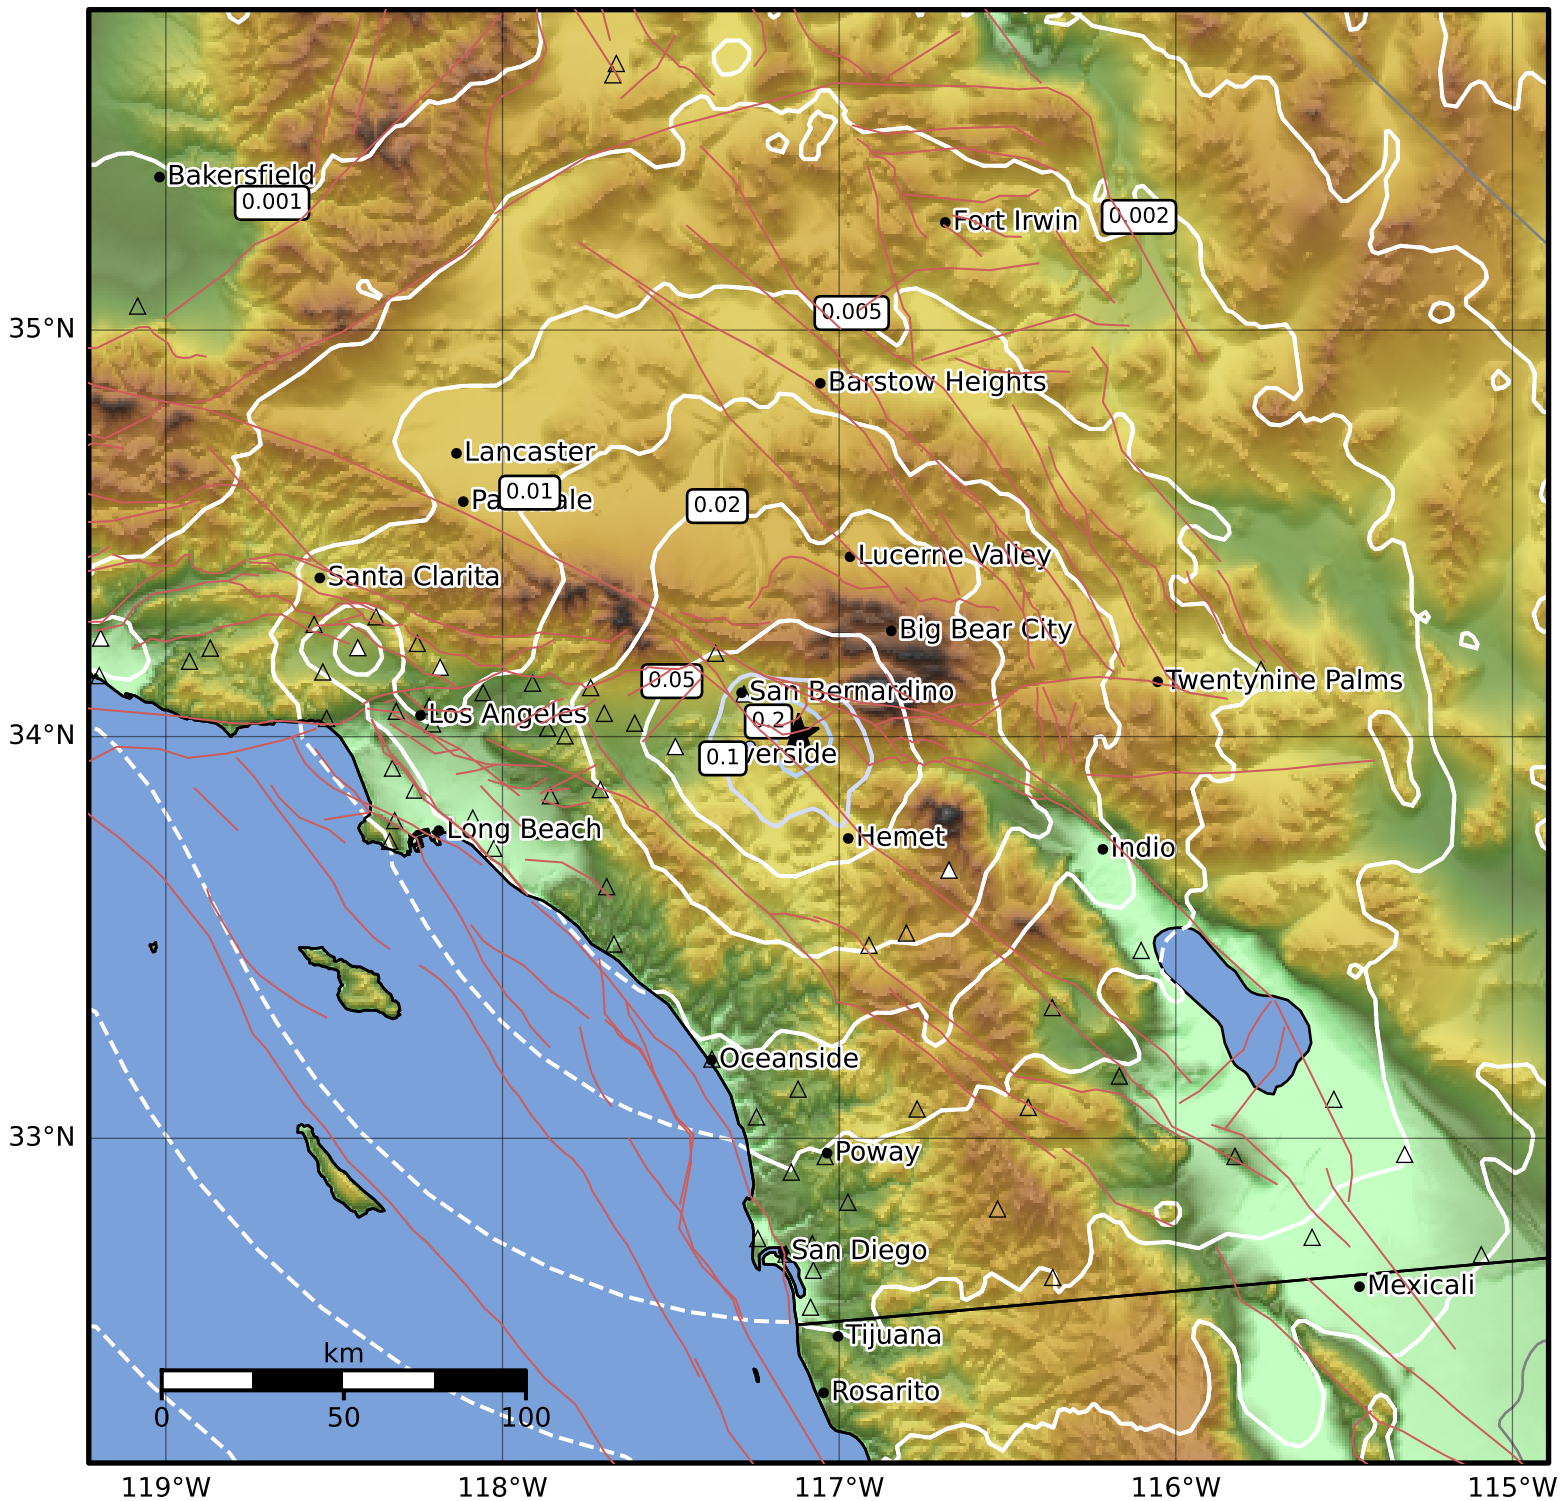 Bakersfield
0.001
Fort Irwin
0.002
0.005
35°N
Barstow Heights
Lancaster
0.01
0.02
Lucerne Valley
Santa Clarita
Big Bear City
0.05
San Bernardino
Twentynine Palms
0.2
Los Angeles
34°N
0.1
verside
Long Beach
Hemet
Indio
Oceanside
33°N
Poway
San Diego
Mexicali
Tijuana
km
Rosarito
0 50 100
119°W 118°W 117°W 116°W 115°W